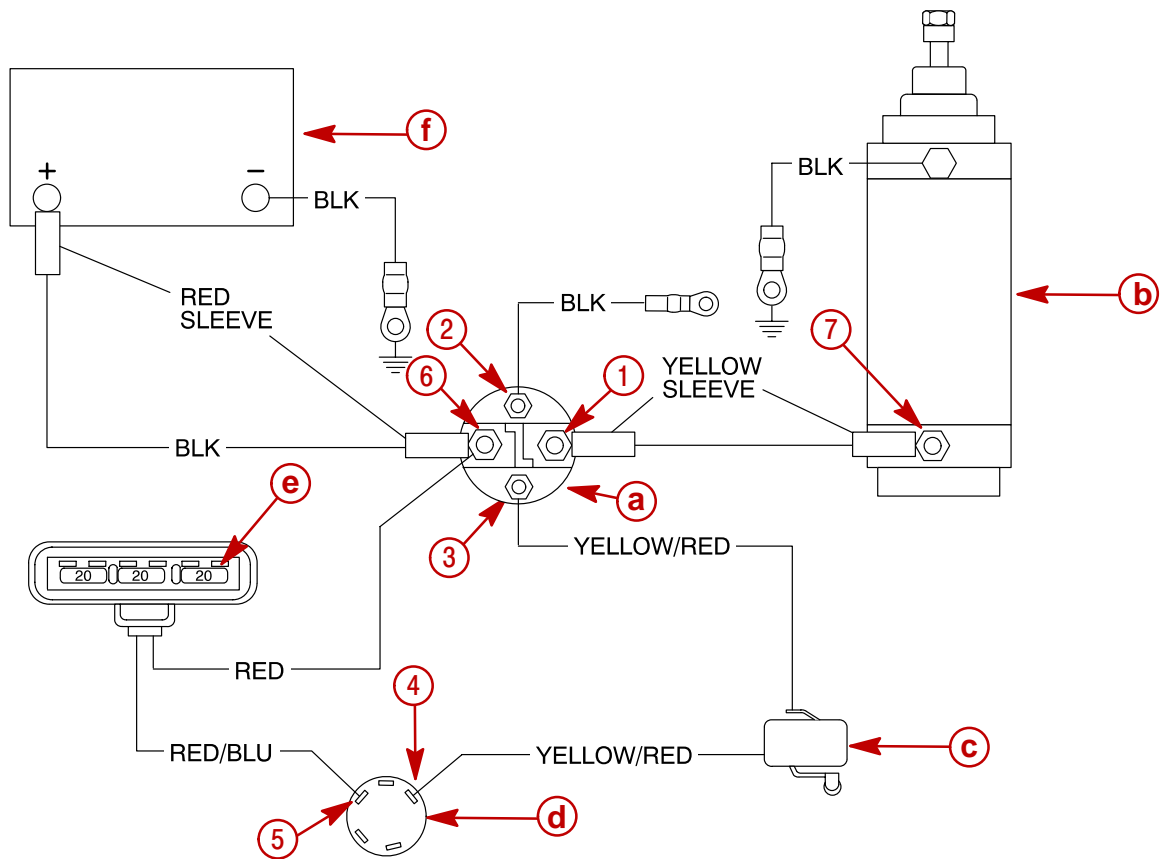 f
+
−
BLK
BLK
b
RED
SLEEVE
BLK
2
7
6
1
YELLOW
SLEEVE
BLK
e
a
3
YELLOW/RED
20 20 20
RED
4
RED/BLU
YELLOW/RED
c
5
d